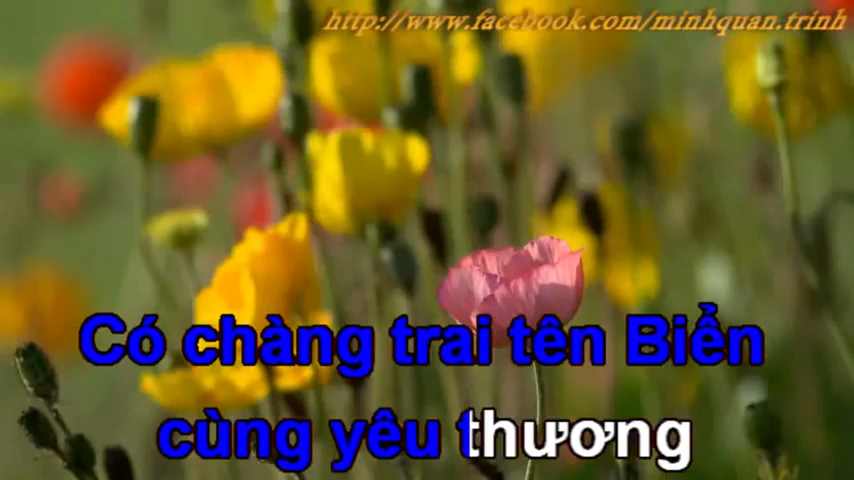 http://www.facebook.com/minhquan.trinh
Có chàng trai tên Biển
cùng yêu thương